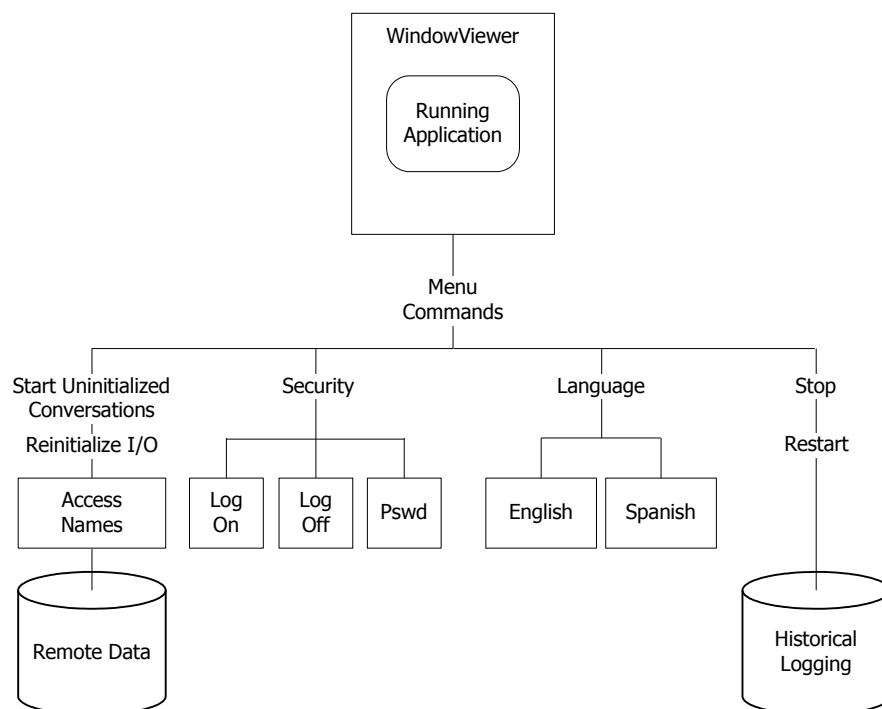 WindowViewer
Running
Application
Menu
Commands
Start Uninitialized
Conversations
Reinitialize I/O
Security
Language
Stop
Restart
Access
Names
Log
On
Log
Off
Pswd
English
Spanish
Remote Data
Historical
Logging